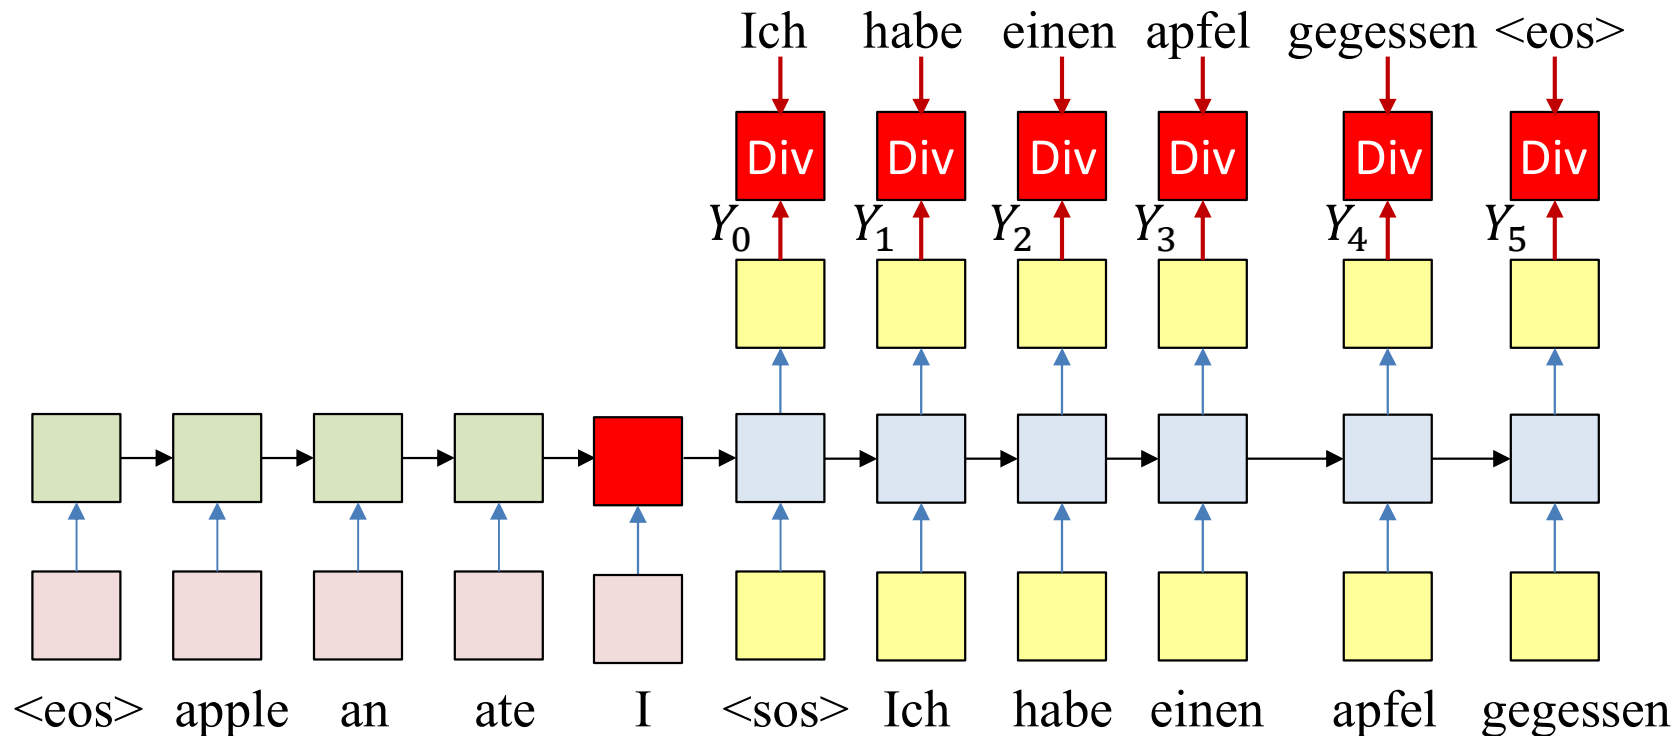 Ich habe einen apfel gegessen <eos>
Div Div Div Div Div Div
Y₀ Y₁ Y₂ Y₃ Y₄ Y₅
<eos> apple an ate I <sos> Ich habe einen apfel gegessen